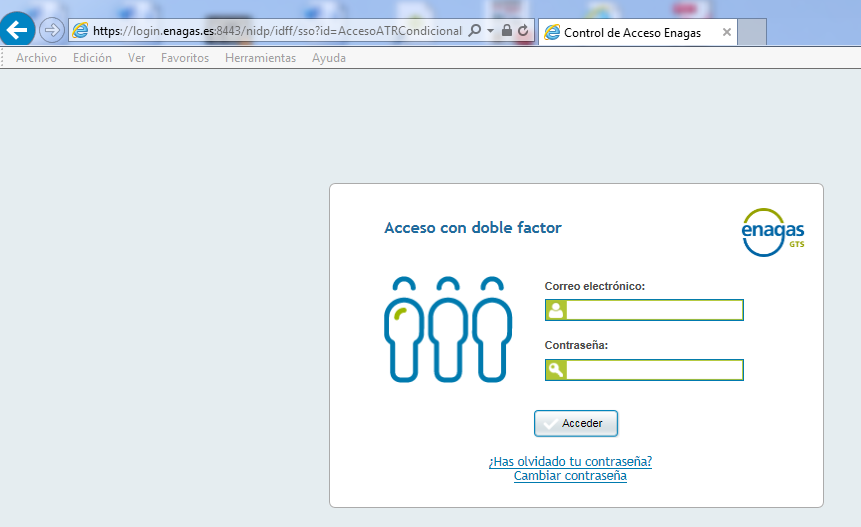 https://login.enagas.es:8443/nidp/idff/sso?id=AccesoATRCondicional
Control de Acceso Enagas
Archivo Edición Ver Favoritos Herramientas Ayuda
Acceso con doble factor
enagas
GTS
Correo electrónico:
Contraseña:
Acceder
¿Has olvidado tu contraseña?
Cambiar contraseña